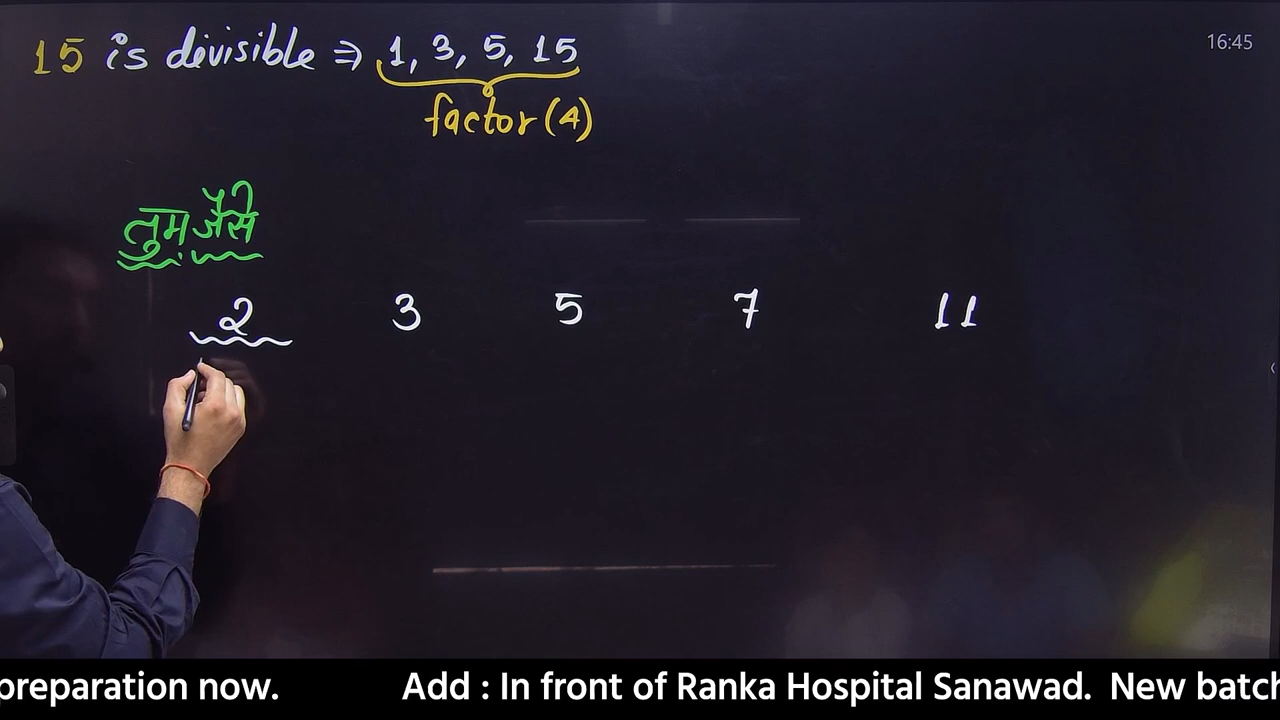 15 is divisible ⇒ 1, 3, 5, 15
16:45
factor (4)
तुम जैसे
2 3 5 7 11
preparation now. Add : In front of Ranka Hospital Sanawad. New batch